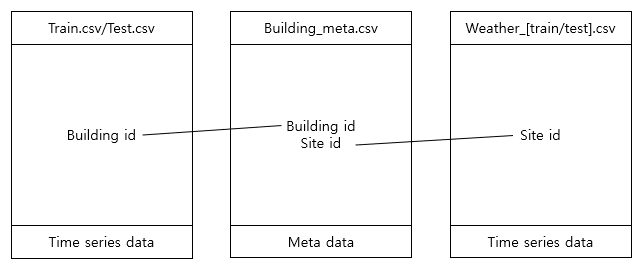 Train.csv/Test.csv
Building id
Time series data
Building_meta.csv
Building id
Site id
Meta data
Weather_[train/test].csv
Site id
Time series data